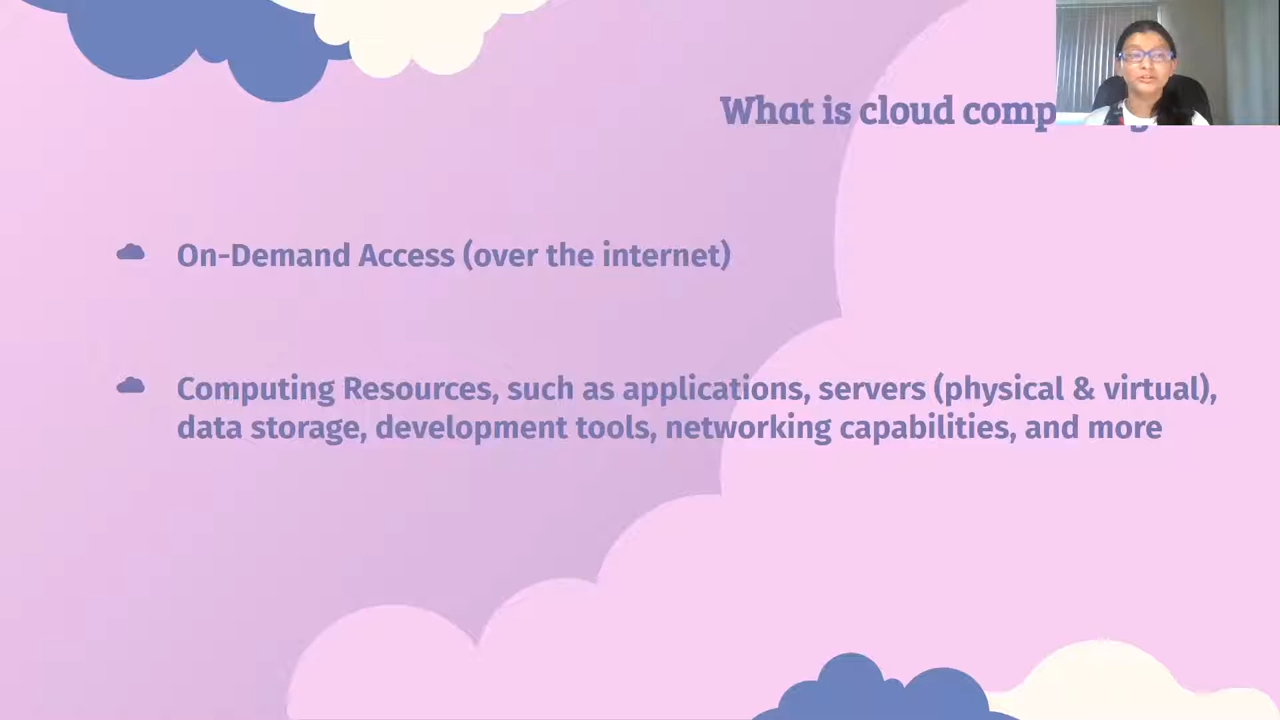 What is cloud comp
On-Demand Access (over the internet)
Computing Resources, such as applications, servers (physical & virtual),
data storage, development tools, networking capabilities, and more